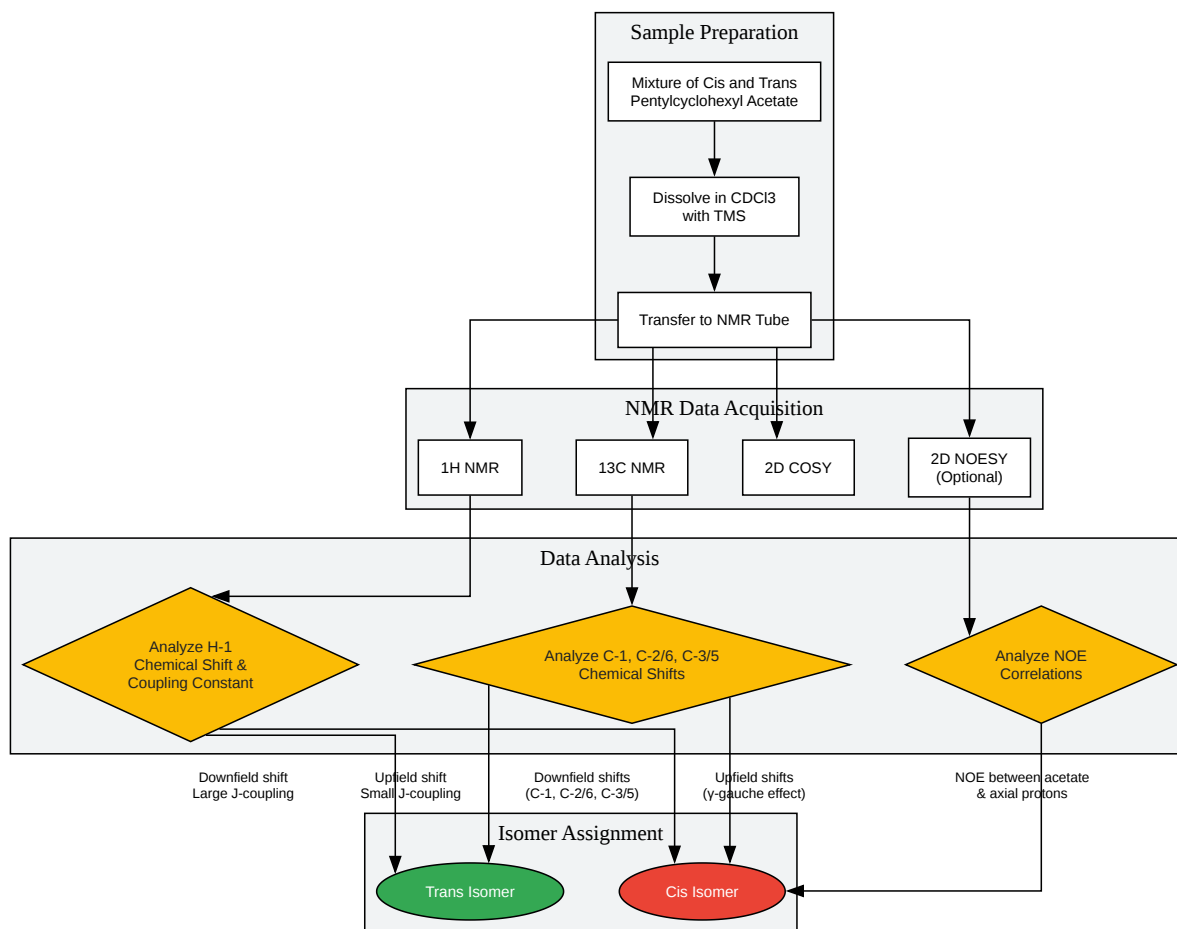 Sample Preparation
Mixture of Cis and Trans
Pentylcyclohexyl Acetate
Dissolve in CDCl3
with TMS
Transfer to NMR Tube
NMR Data Acquisition
1H NMR
13C NMR
2D COSY
2D NOESY
(Optional)
Data Analysis
Analyze H-1
Chemical Shift &
Coupling Constant
Analyze C-1, C-2/6, C-3/5
Chemical Shifts
Analyze NOE
Correlations
Downfield shift
Large J-coupling
Upfield shift
Small J-coupling
Downfield shifts
(C-1, C-2/6, C-3/5)
Upfield shifts
(γ-gauche effect)
NOE between acetate
& axial protons
Isomer Assignment
Trans Isomer
Cis Isomer